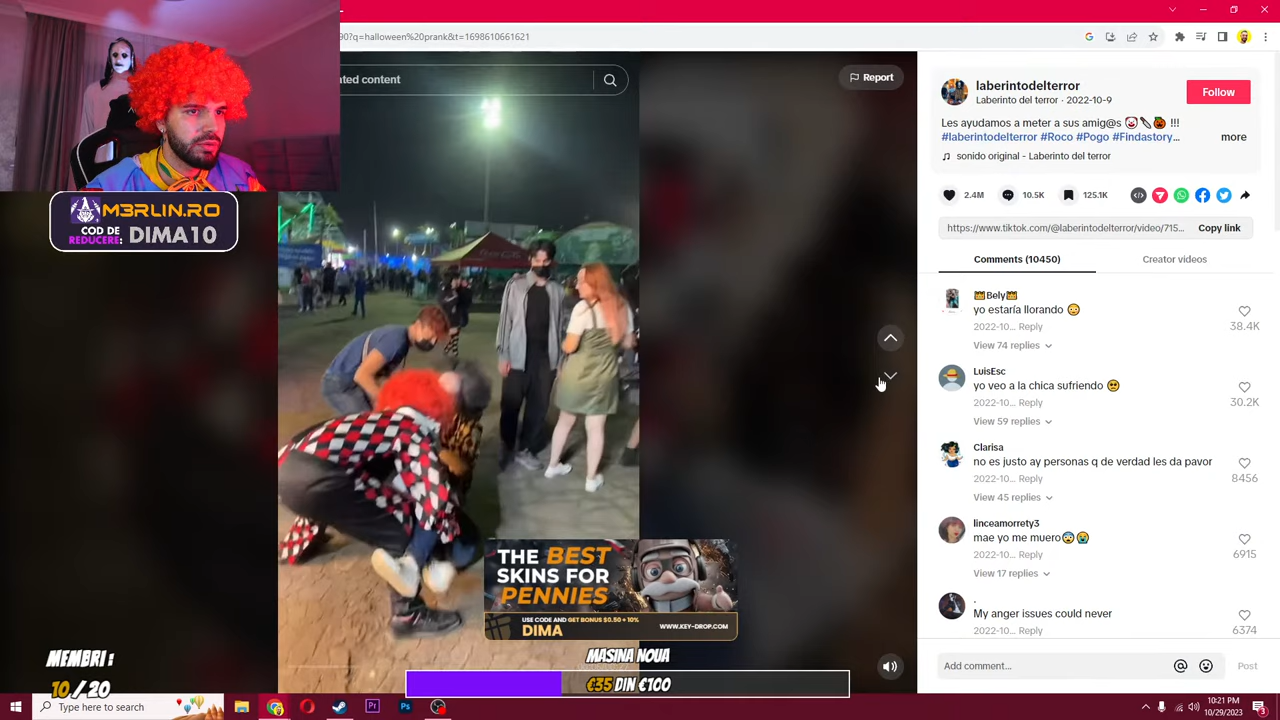 90?q=halloween%20prank&t=1698610661621
ted content
Report
laberintodelterror
Laberinto del terror · 2022-10-9
Follow
Les ayudamos a meter a sus amig@s 🤡🔪🎃 !!!
#laberintodelterror #Roco #Pogo #Findastory...
more
sonido original - Laberinto del terror
2.4M
10.5K
125.1K
https://www.tiktok.com/@laberintodelterror/video/715...
Copy link
Comments (10450)
Creator videos
Bely
yo estaría llorando 😳
2022-10... Reply
38.4K
View 74 replies
LuisEsc
yo veo a la chica sufriendo 🥺
2022-10... Reply
30.2K
View 59 replies
Clarisa
no es justo ay personas q de verdad les da pavor
2022-10... Reply
8456
View 45 replies
linceamorrety3
mae yo me muero😨😭
2022-10... Reply
6915
View 17 replies
.
My anger issues could never
2022-10... Reply
6374
Add comment...
Post
M3RLIN.RO
COD DE
REDUCERE: DIMA10
THE BEST
SKINS FOR
PENNIES
USE CODE AND GET BONUS $0.50 + 10%
DIMA
WWW.KEY-DROP.COM
MASINA NOUA
€35 DIN €100
MEMBRI :
10 / 20
Type here to search
10:21 PM
10/29/2023